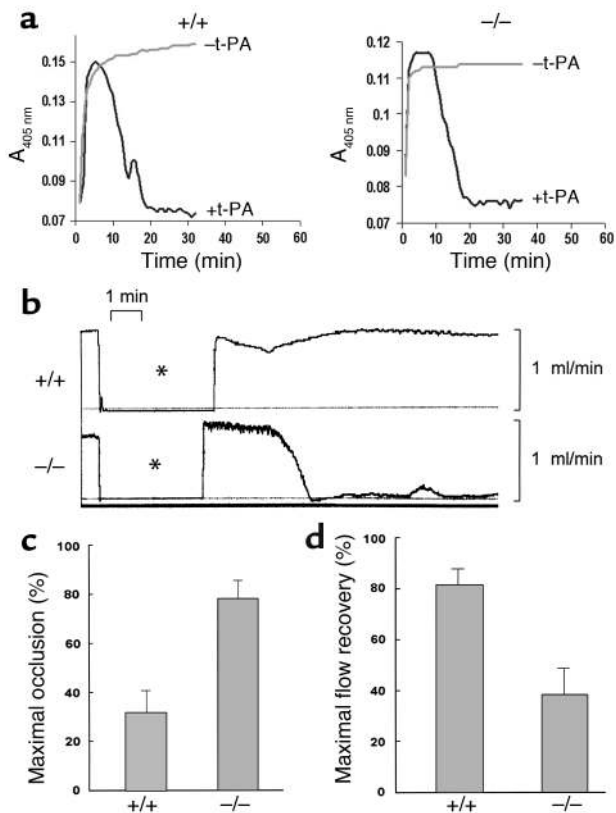 a
+/+
–t-PA
+t-PA
A405 nm
0.15
0.13
0.11
0.09
0.07
0 10 20 30 40 50 60
Time (min)
–/–
–t-PA
+t-PA
A405 nm
0.12
0.11
0.1
0.09
0.08
0.07
0 10 20 30 40 50 60
Time (min)
b
1 min
+/+
*
1 ml/min
–/–
*
1 ml/min
c
Maximal occlusion (%)
100
80
60
40
20
0
+/+ –/–
d
Maximal flow recovery (%)
100
80
60
40
20
0
+/+ –/–